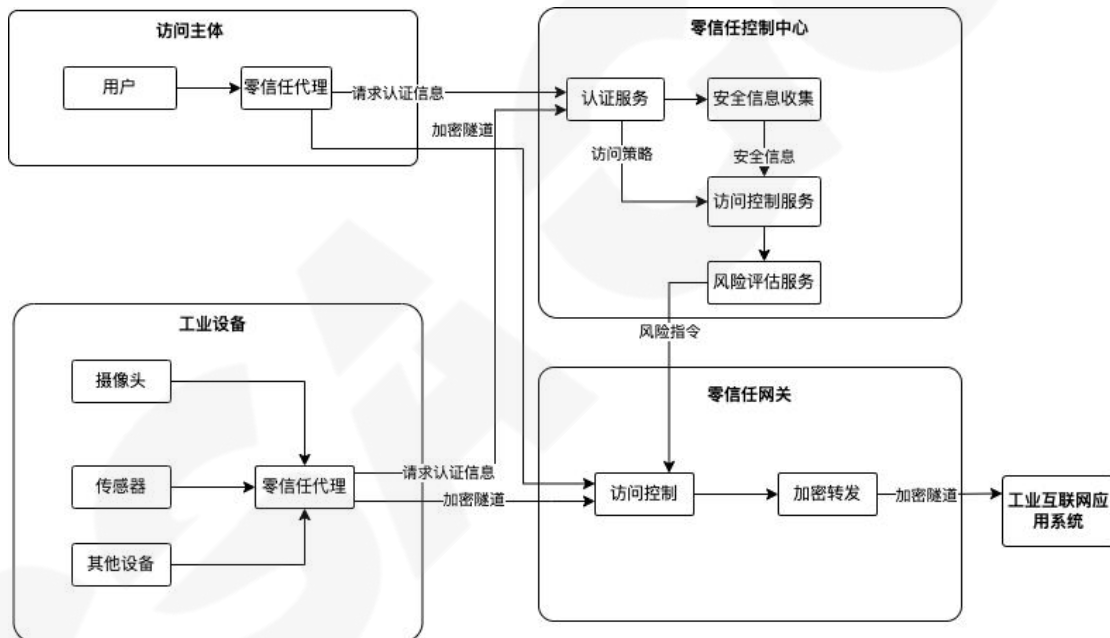 访问主体
用户
零信任代理
请求认证信息
加密隧道
零信任控制中心
认证服务
安全信息收集
访问策略
安全信息
访问控制服务
风险评估服务
风险指令
工业设备
摄像头
传感器
其他设备
零信任代理
请求认证信息
加密隧道
零信任网关
访问控制
加密转发
加密隧道
工业互联网应
用系统